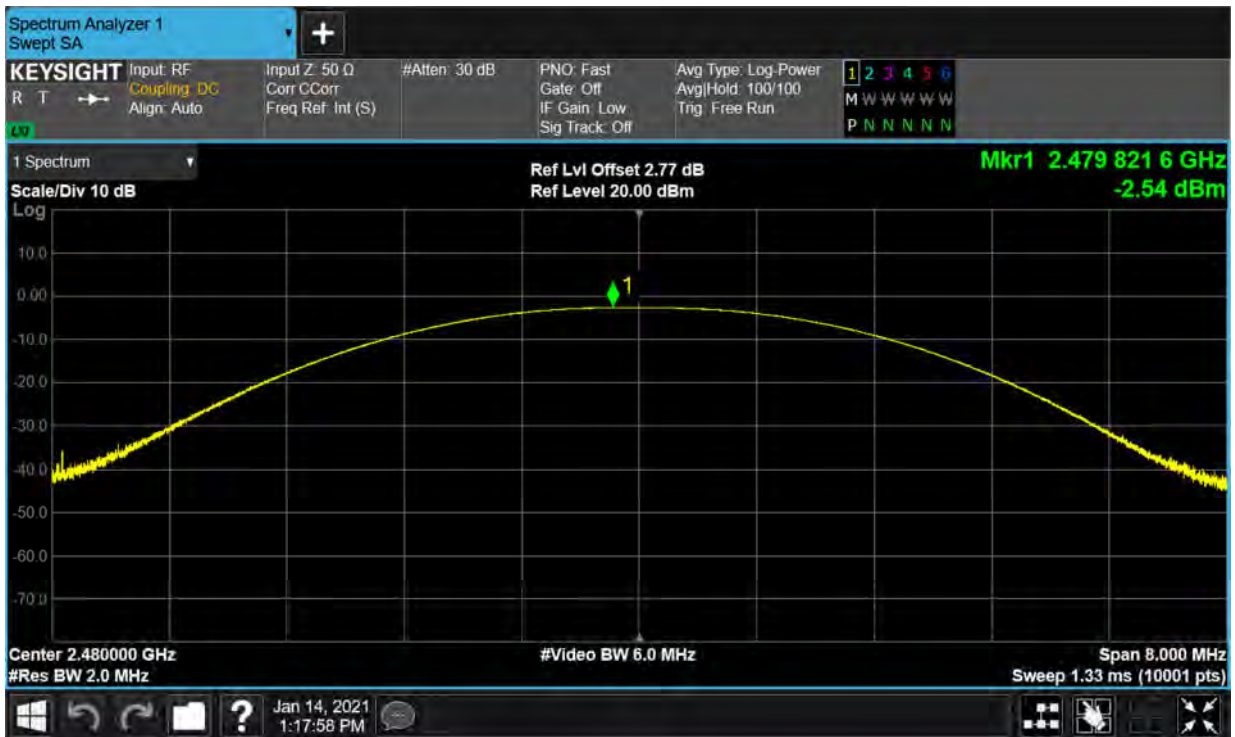 Spectrum Analyzer 1
Swept SA
+
KEYSIGHT
R T
LXI
Input: RF
Coupling: DC
Align: Auto
Input Z: 50 Ω
Corr CCorr
Freq Ref: Int (S)
#Atten: 30 dB
PNO: Fast
Gate: Off
IF Gain: Low
Sig Track: Off
Avg Type: Log-Power
Avg|Hold: 100/100
Trig: Free Run
1 2 3 4 5 6
M W W W W W
P N N N N N
1 Spectrum
Scale/Div 10 dB
Log
Ref Lvl Offset 2.77 dB
Ref Level 20.00 dBm
Mkr1 2.479 821 6 GHz
-2.54 dBm
1
10.0
0.00
-10.0
-20.0
-30.0
-40.0
-50.0
-60.0
-70.0
Center 2.480000 GHz
#Res BW 2.0 MHz
#Video BW 6.0 MHz
Span 8.000 MHz
Sweep 1.33 ms (10001 pts)
?
Jan 14, 2021
1:17:58 PM